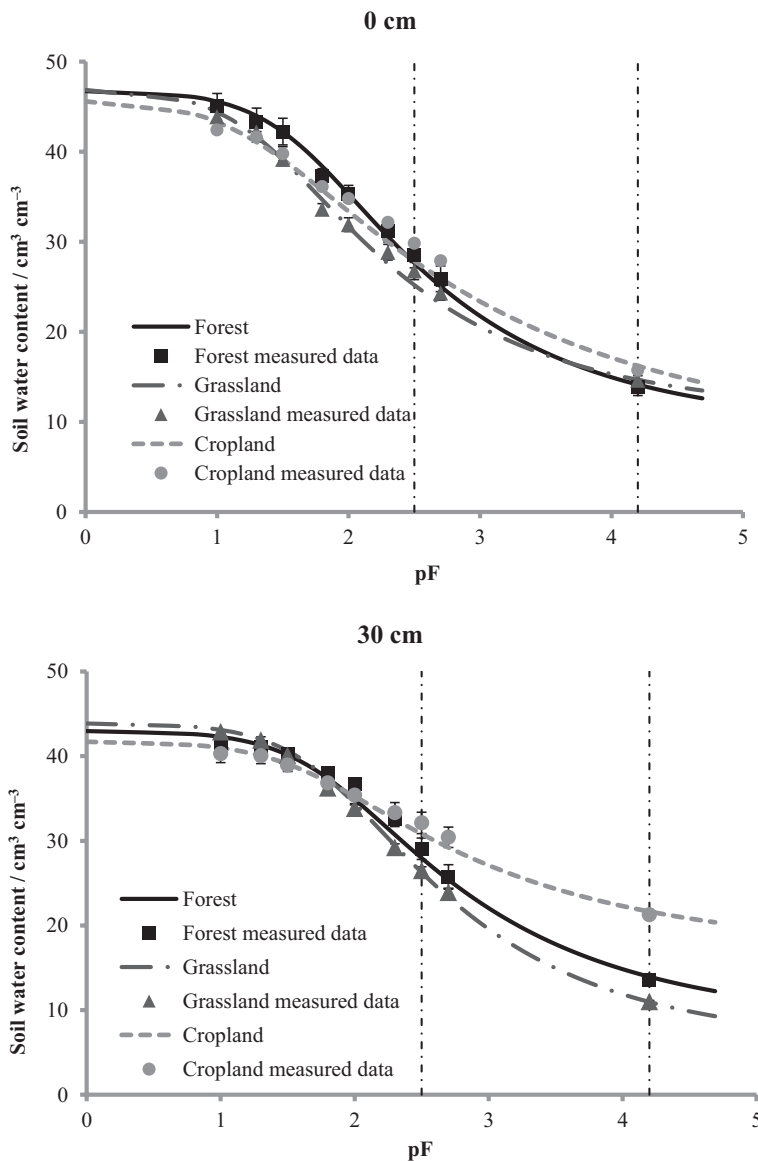 0 cm
Soil water content / cm³ cm⁻³
50
40
30
20
10
0
Forest
Forest measured data
Grassland
Grassland measured data
Cropland
Cropland measured data
0 1 2 3 4 5
pF
30 cm
Soil water content / cm³ cm⁻³
50
40
30
20
10
0
Forest
Forest measured data
Grassland
Grassland measured data
Cropland
Cropland measured data
0 1 2 3 4 5
pF